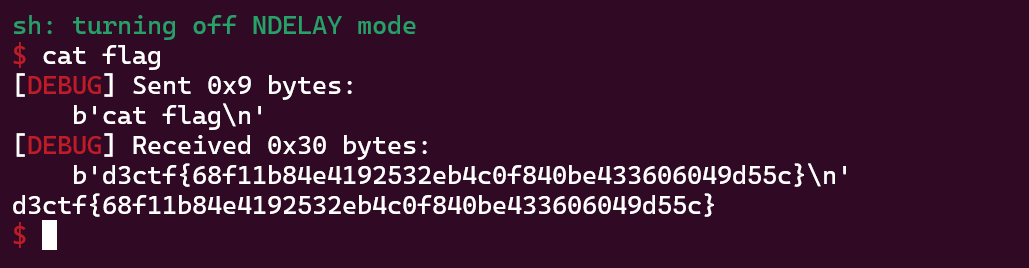 sh: turning off NDELAY mode
$ cat flag
[DEBUG] Sent 0x9 bytes:
    b'cat flag\n'
[DEBUG] Received 0x30 bytes:
    b'd3ctf{68f11b84e4192532eb4c0f840be433606049d55c}\n'
d3ctf{68f11b84e4192532eb4c0f840be433606049d55c}
$